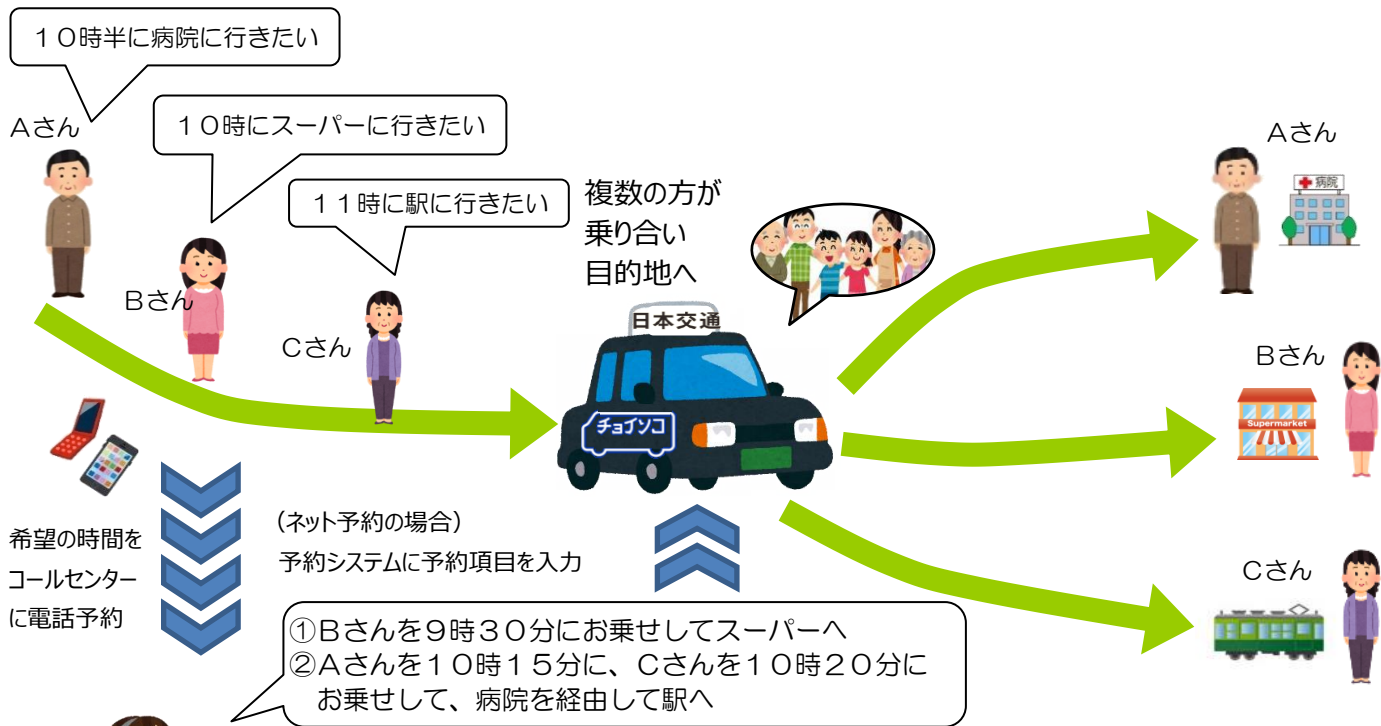 １０時半に病院に行きたい
Ａさん
１０時にスーパーに行きたい
Ｂさん
１１時に駅に行きたい
Ｃさん
複数の方が
乗り合い
目的地へ
日本交通
チョイソコ
Ａさん
病院
Ｂさん
Supermarket
Ｃさん
希望の時間を
コールセンター
に電話予約
(ネット予約の場合)
予約システムに予約項目を入力
①Ｂさんを９時３０分にお乗せしてスーパーへ
②Ａさんを１０時１５分に、Ｃさんを１０時２０分に
お乗せして、病院を経由して駅へ